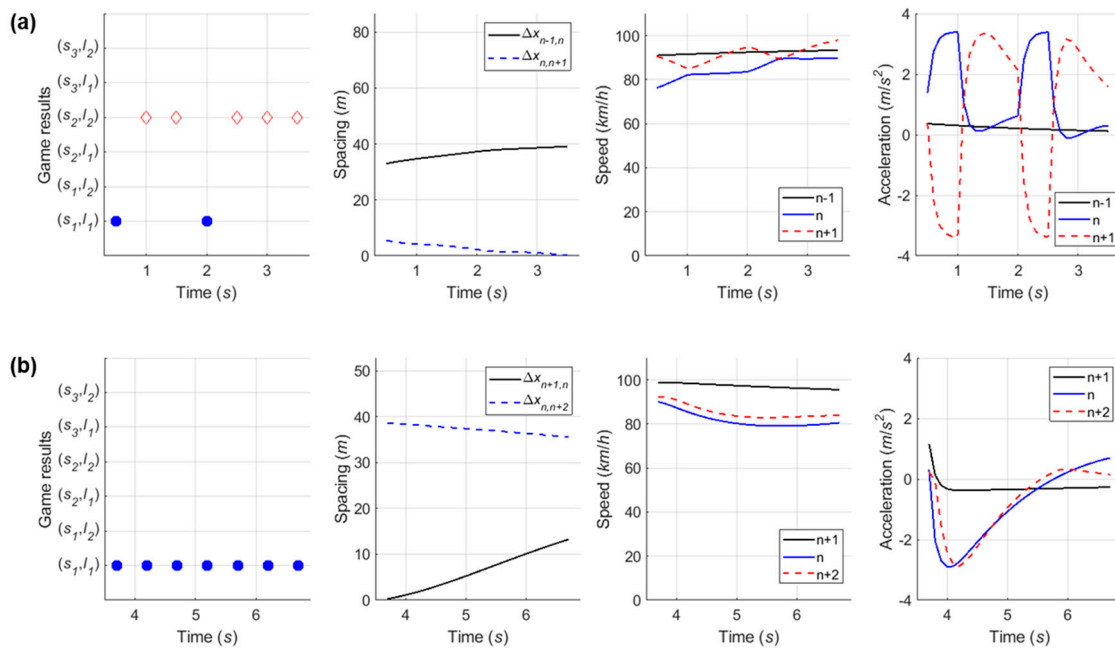 (a)
(s3,l2)
(s3,l1)
(s2,l2)
(s2,l1)
(s1,l2)
(s1,l1)
Game results
1 2 3
Time (s)
80
60
40
20
0
Spacing (m)
Δxn-1,n
Δxn,n+1
1 2 3
Time (s)
100
80
60
40
20
0
Speed (km/h)
n-1
n
n+1
1 2 3
Time (s)
4
2
0
-2
-4
Acceleration (m/s²)
n-1
n
n+1
1 2 3
Time (s)
(b)
(s3,l2)
(s3,l1)
(s2,l2)
(s2,l1)
(s1,l2)
(s1,l1)
Game results
4 5 6
Time (s)
50
40
30
20
10
0
Spacing (m)
Δxn+1,n
Δxn,n+2
4 5 6
Time (s)
100
80
60
40
20
0
Speed (km/h)
n+1
n
n+2
4 5 6
Time (s)
4
2
0
-2
-4
Acceleration (m/s²)
n+1
n
n+2
4 5 6
Time (s)